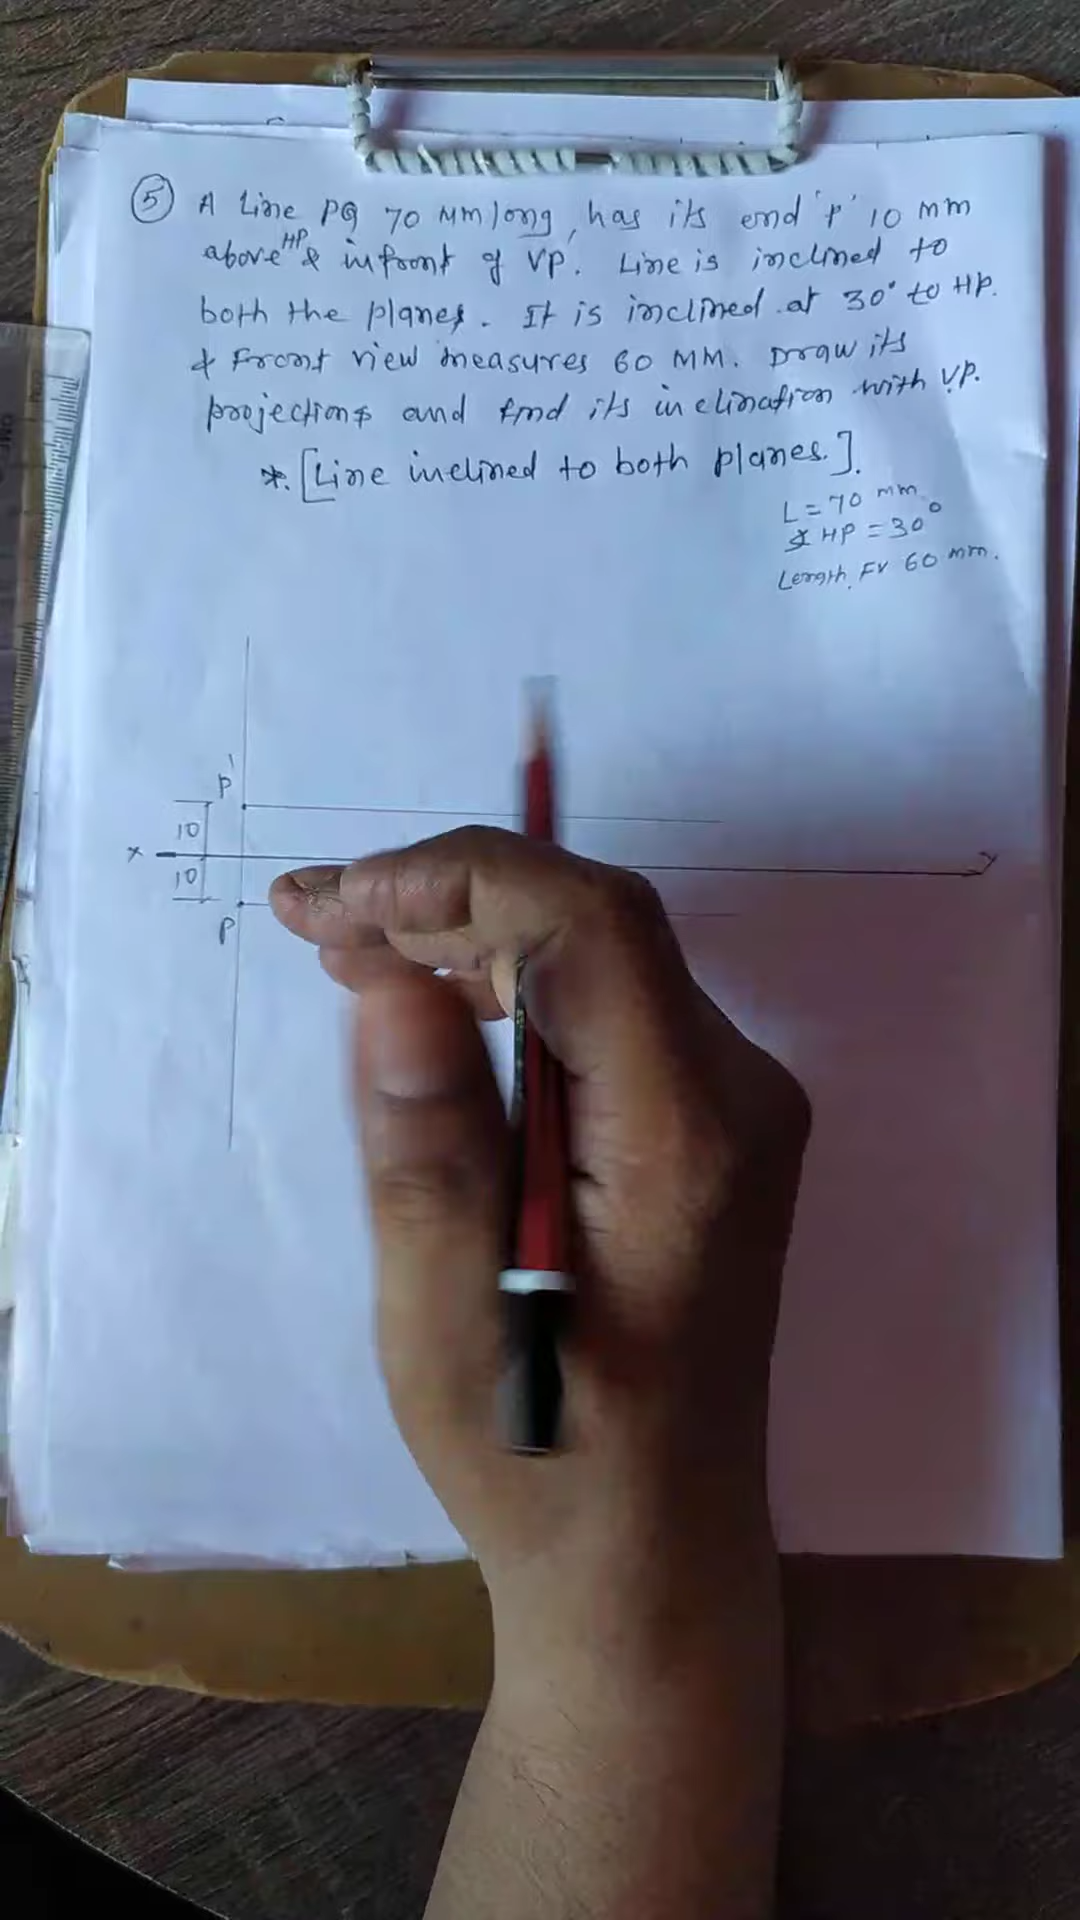 5 A Line PQ 70 mm long, has its end 'P' 10 mm
above HP & infront of VP. Line is inclined to
both the planes. It is inclined at 30° to HP.
& Front view measures 60 MM. Draw its
projections and find its inclination with VP.
*. [Line inclined to both planes.].
L = 70 mm
∠ HP = 30°
Length FV 60 mm.
P'
10
X
Y
10
P